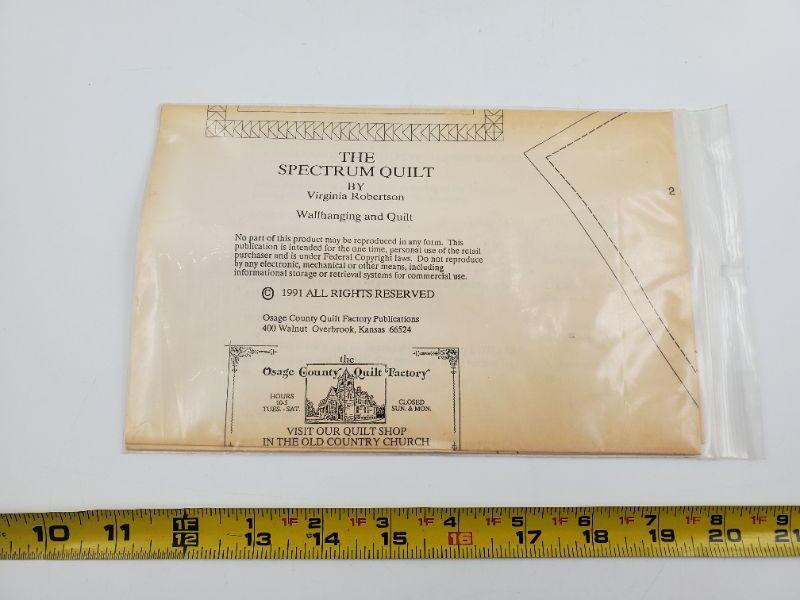 THE
SPECTRUM QUILT
BY
Virginia Robertson
Wallhanging and Quilt
2
No part of this product may be reproduced in any form. This
publication is intended for the one time, personal use of the retail
purchaser and is under Federal Copyright laws. Do not reproduce
by any electronic, mechanical or other means, including
informational storage or retrieval systems for commercial use.
© 1991 ALL RIGHTS RESERVED
Osage County Quilt Factory Publications
400 Walnut Overbrook, Kansas 66524
the
Osage County Quilt Factory
HOURS
10-5
TUES. - SAT.
CLOSED
SUN. & MON.
VISIT OUR QUILT SHOP
IN THE OLD COUNTRY CHURCH
1F 1 1F 2 1F 3 1F 4 1F 5 1F 6 1F 7 1F 8 1F 9
10 11 12 13 14 15 16 17 18 19 20 21